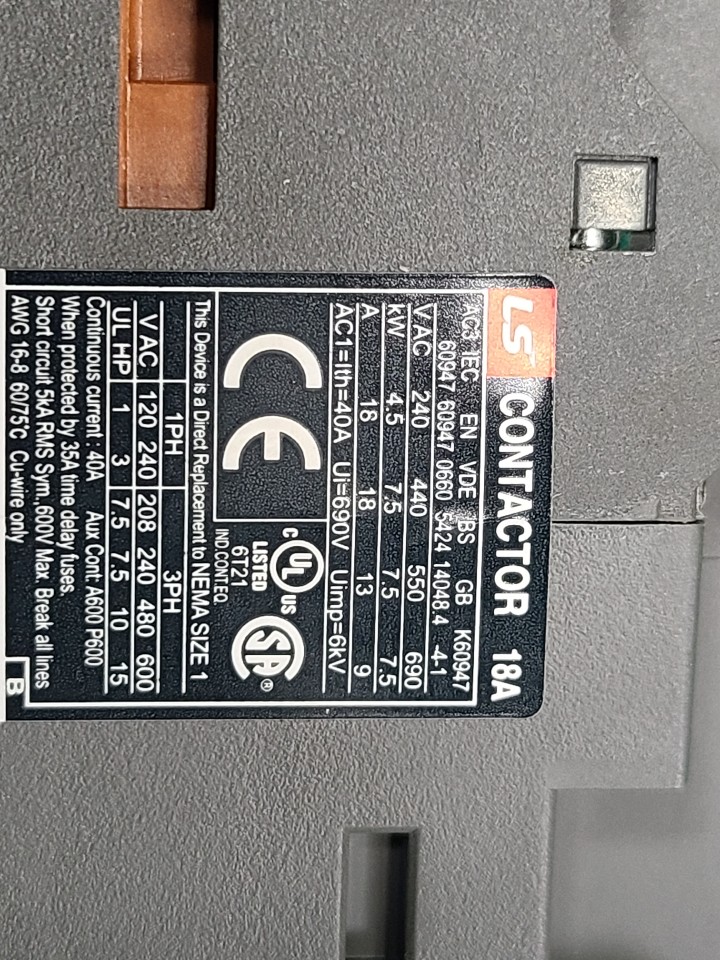 LS CONTACTOR 18A
AC3 IEC EN VDE BS GB K60947
60947 60947 0660 5424 14048.4 4-1
VAC 240 440 550 690
kW 4.5 7.5 7.5 7.5
A 18 18 13 9
AC1=Ith=40A Ui=690V Uimp=6kV
CE
C UL US
LISTED
6T21
IND.CONT.EQ.
SA ®
This Device is a Direct Replacement to NEMA SIZE 1
1PH 3PH
VAC 120 240 208 240 480 600
UL HP 1 3 7.5 7.5 10 15
Continuous current : 40A Aux Cont: A600 P600
When protected by 35A time delay fuses.
Short circuit 5kA RMS Sym, 600V Max. Break all lines
AWG 16-8 60/75℃ Cu-wire only
B